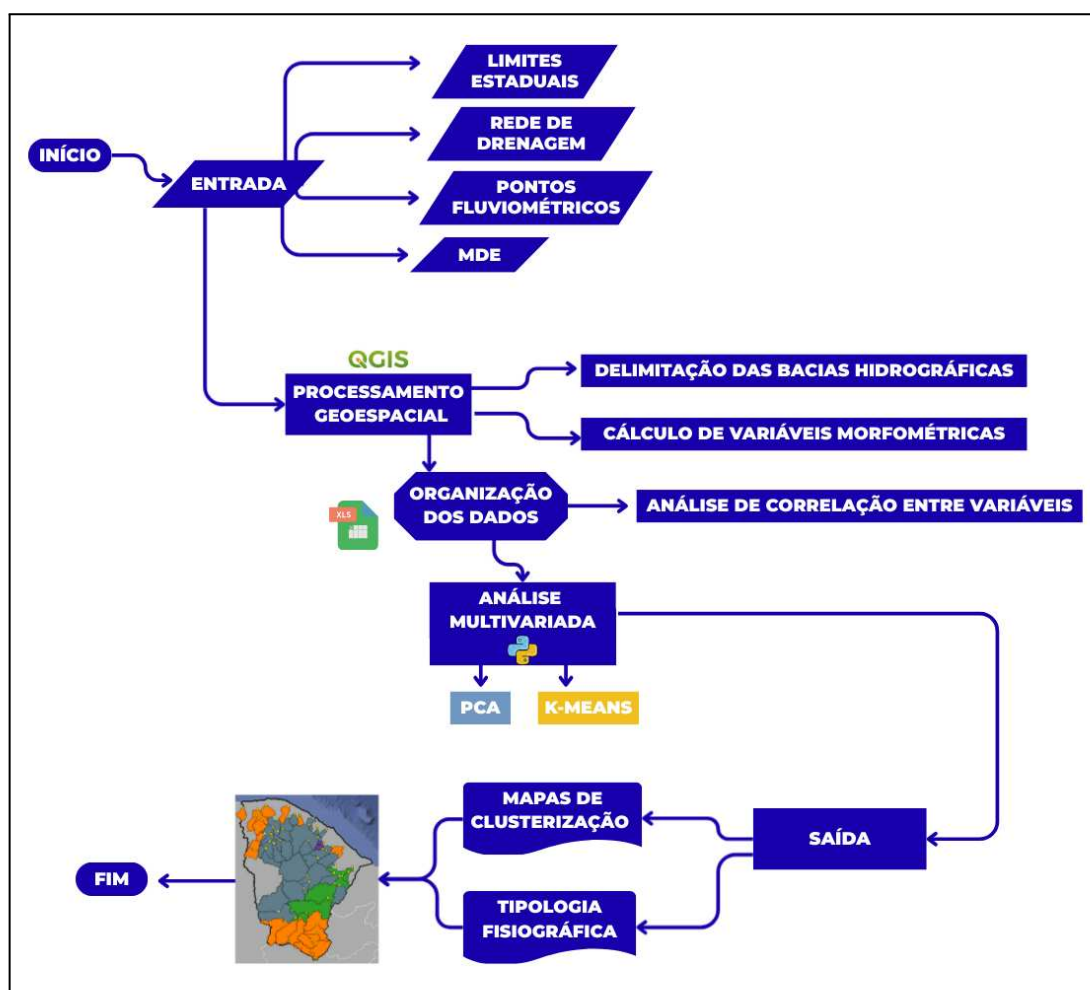 LIMITES
ESTADUAIS
REDE DE
DRENAGEM
INÍCIO
ENTRADA
PONTOS
FLUVIOMÉTRICOS
MDE
QGIS
PROCESSAMENTO
GEOESPACIAL
DELIMITAÇÃO DAS BACIAS HIDROGRÁFICAS
CÁLCULO DE VARIÁVEIS MORFOMÉTRICAS
XLS
ORGANIZAÇÃO
DOS DADOS
ANÁLISE DE CORRELAÇÃO ENTRE VARIÁVEIS
ANÁLISE
MULTIVARIADA
PCA
K-MEANS
MAPAS DE
CLUSTERIZAÇÃO
SAÍDA
FIM
TIPOLOGIA
FISIOGRÁFICA